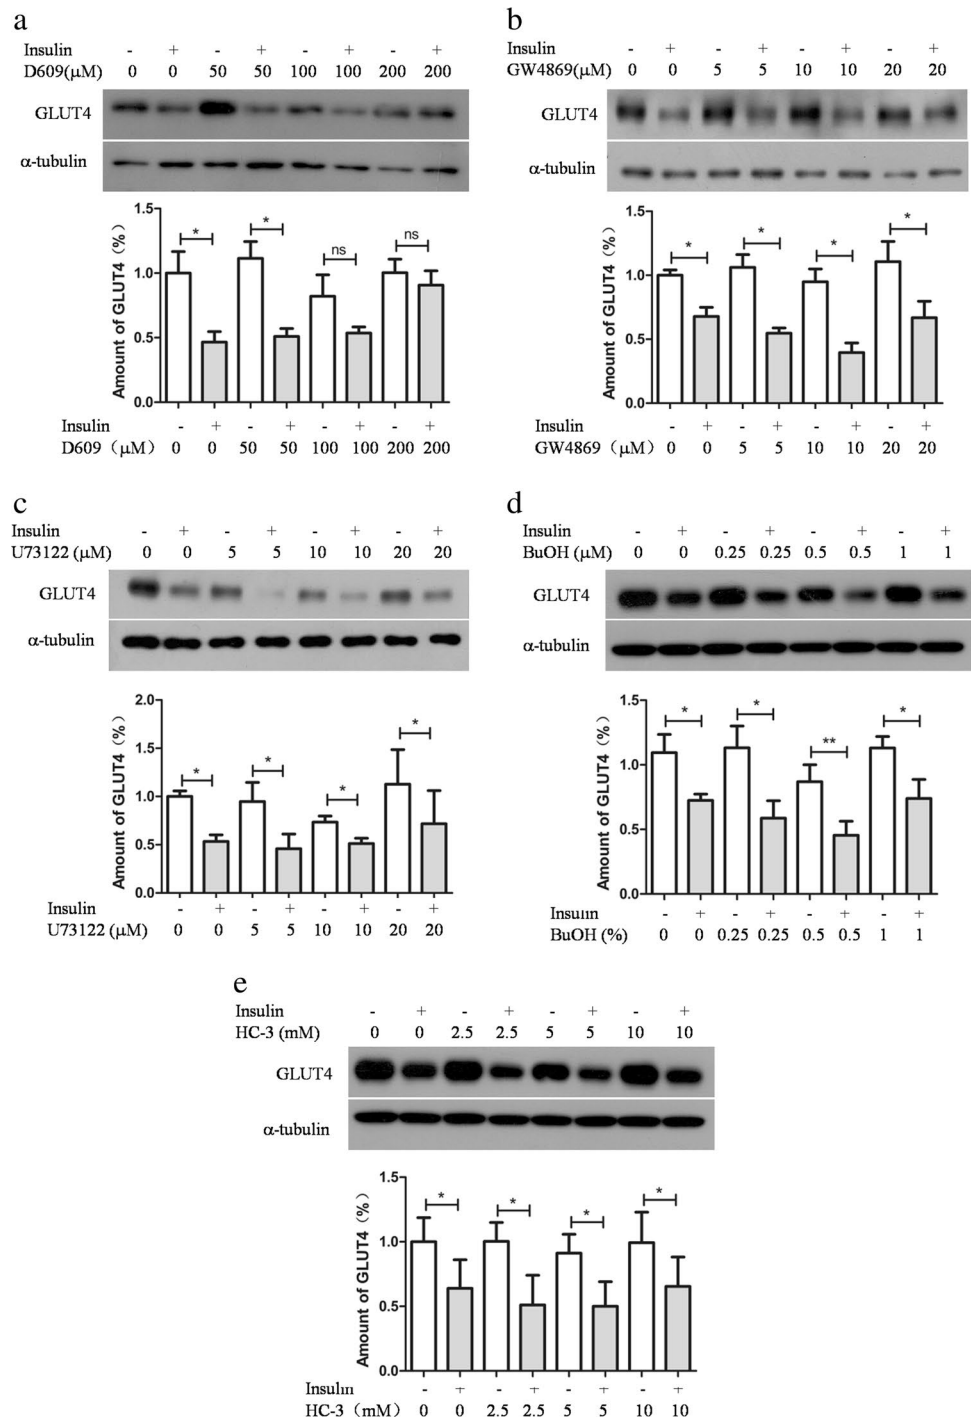 a
Insulin - + - + - + - +
D609(μM) 0 0 50 50 100 100 200 200
GLUT4
α-tubulin
Amount of GLUT4 (%)
1.5
1.0
0.5
0.0
* * ns ns
Insulin - + - + - + - +
D609 (μM) 0 0 50 50 100 100 200 200
b
Insulin - + - + - + - +
GW4869(μM) 0 0 5 5 10 10 20 20
GLUT4
α-tubulin
Amount of GLUT4 (%)
1.5
1.0
0.5
0.0
* * * *
Insulin - + - + - + - +
GW4869 (μM) 0 0 5 5 10 10 20 20
c
Insulin - + - + - + - +
U73122 (μM) 0 0 5 5 10 10 20 20
GLUT4
α-tubulin
Amount of GLUT4 (%)
2.0
1.5
1.0
0.5
0.0
* * * *
Insulin - + - + - + - +
U73122 (μM) 0 0 5 5 10 10 20 20
d
Insulin - + - + - + - +
BuOH (μM) 0 0 0.25 0.25 0.5 0.5 1 1
GLUT4
α-tubulin
Amount of GLUT4 (%)
1.5
1.0
0.5
0.0
* * ** *
Insulin - + - + - + - +
BuOH (%) 0 0 0.25 0.25 0.5 0.5 1 1
e
Insulin - + - + - + - +
HC-3 (mM) 0 0 2.5 2.5 5 5 10 10
GLUT4
α-tubulin
Amount of GLUT4 (%)
1.5
1.0
0.5
0.0
* * * *
Insulin - + - + - + - +
HC-3 (mM) 0 0 2.5 2.5 5 5 10 10